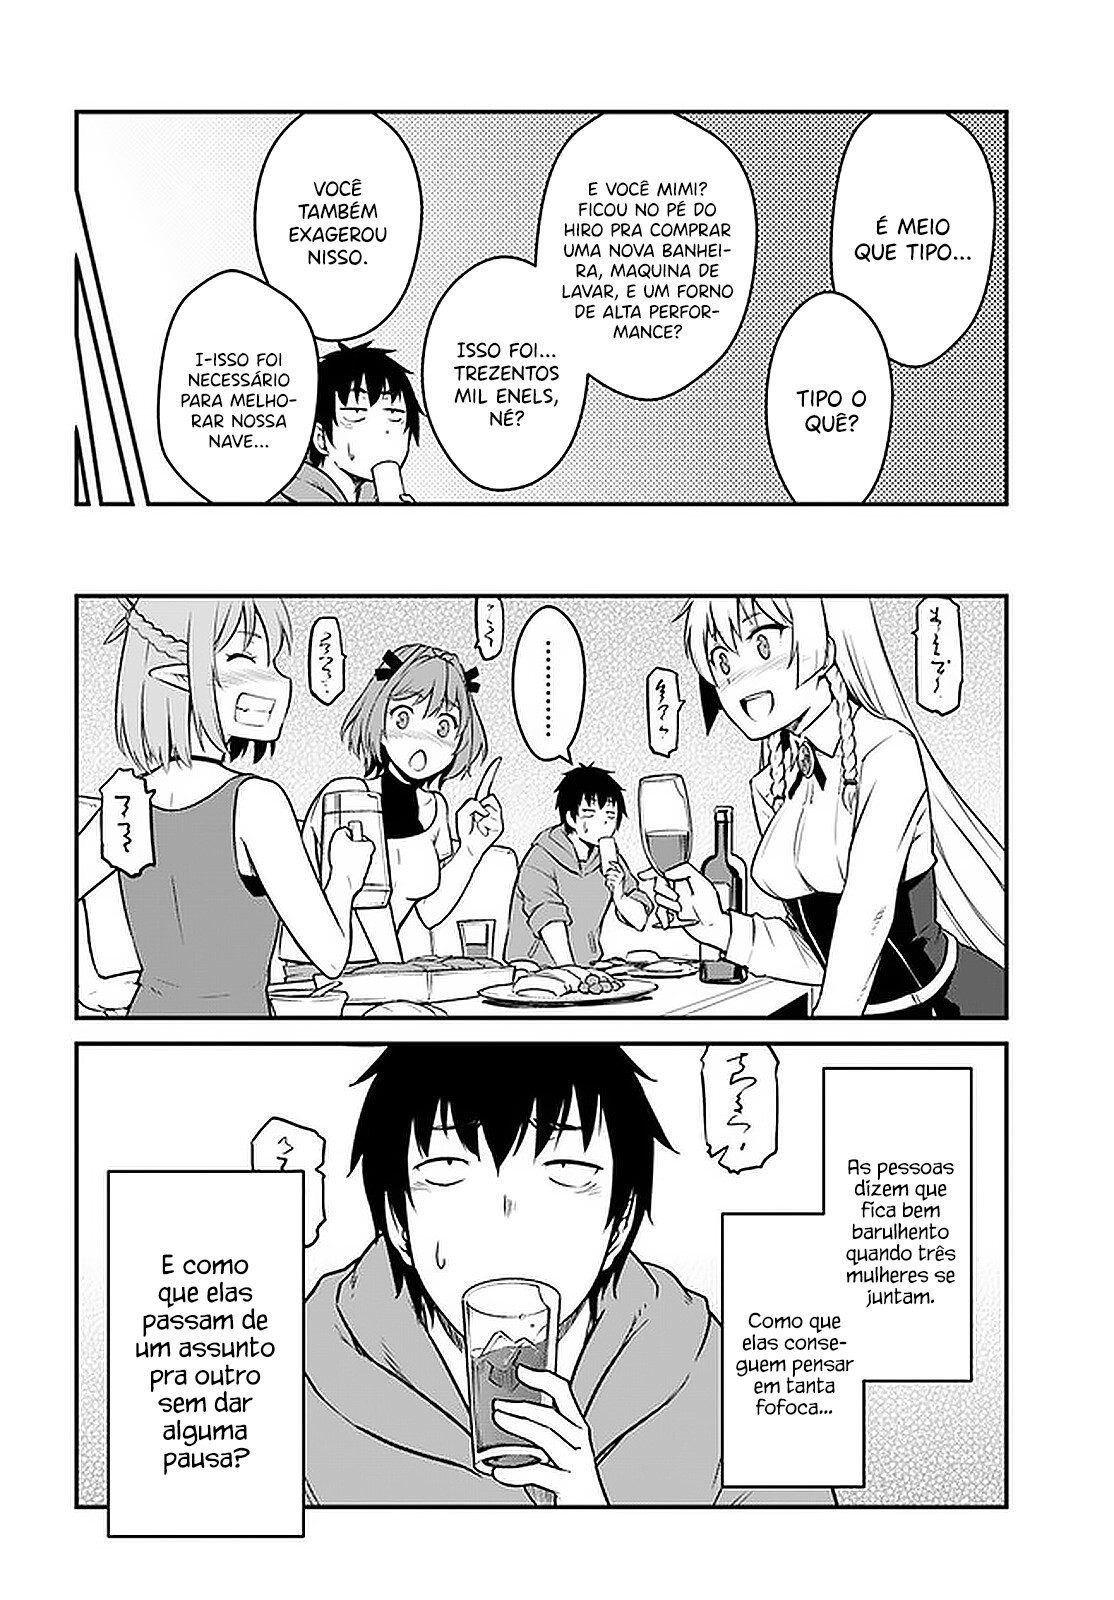 É MEIO
QUE TIPO...
TIPO O
QUÊ?
E VOCÊ MIMI?
FICOU NO PÉ DO
HIRO PRA COMPRAR
UMA NOVA BANHEI-
RA, MAQUINA DE
LAVAR, E UM FORNO
DE ALTA PERFOR-
MANCE?
ISSO FOI...
TREZENTOS
MIL ENELS,
NÉ?
VOCÊ
TAMBÉM
EXAGEROU
NISSO.
I-ISSO FOI
NECESSÁRIO
PARA MELHO-
RAR NOSSA
NAVE...
As pessoas
dizem que
fica bem
barulhento
quando três
mulheres se
juntam.
Como que
elas conse-
guem pensar
em tanta
fofoca...
E como
que elas
passam de
um assunto
pra outro
sem dar
alguma
pausa?